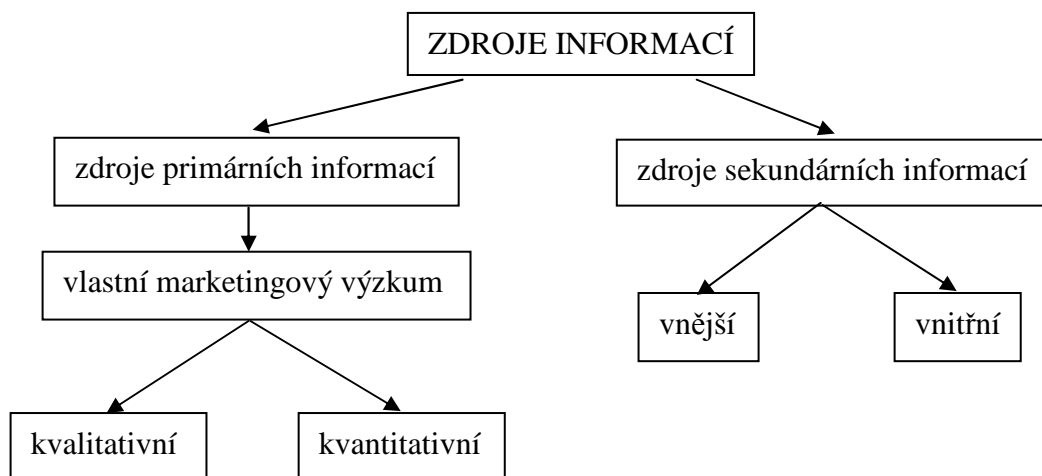 ZDROJE INFORMACÍ
zdroje primárních informací
zdroje sekundárních informací
vlastní marketingový výzkum
vnější
vnitřní
kvalitativní
kvantitativní